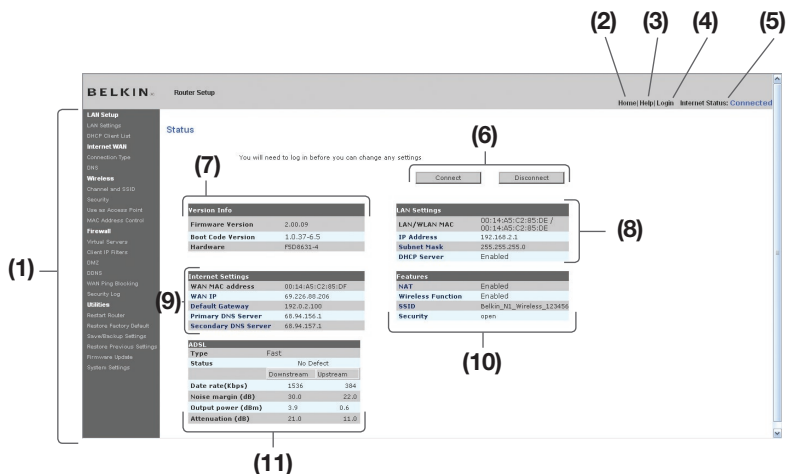 (2) (3) (4) (5)
BELKIN Router Setup
Home| Help| Login Internet Status: Connected
(1)
LAN Setup
LAN Settings
DHCP Client List
Internet WAN
Connection Type
DNS
Wireless
Channel and SSID
Security
Use as Access Point
MAC Address Control
Firewall
Virtual Servers
Client IP Filters
DMZ
DDNS
WAN Ping Blocking
Security Log
Utilities
Restart Router
Restore Factory Default
Save/Backup Settings
Restore Previous Settings
Firmware Update
System Settings
Status
You will need to log in before you can change any settings
(6)
Connect Disconnect
(7)
Version Info
Firmware Version 2.00.09
Boot Code Version 1.0.37-6.5
Hardware F5D8631-4
LAN Settings
LAN/WLAN MAC 00:14:A5:C2:85:DE /
00:14:A5:C2:85:DE
IP Address 192.168.2.1
Subnet Mask 255.255.255.0
DHCP Server Enabled
(8)
(9)
Internet Settings
WAN MAC address 00:14:A5:C2:85:DF
WAN IP 69.226.88.206
Default Gateway 192.0.2.100
Primary DNS Server 68.94.156.1
Secondary DNS Server 68.94.157.1
Features
NAT Enabled
Wireless Function Enabled
SSID Belkin_N1_Wireless_123456
Security open
(10)
ADSL
Type Fast
Status No Defect
Downstream Upstream
Date rate(Kbps) 1536 384
Noise margin (dB) 30.0 22.0
Output power (dBm) 3.9 0.6
Attenuation (dB) 21.0 11.0
(11)